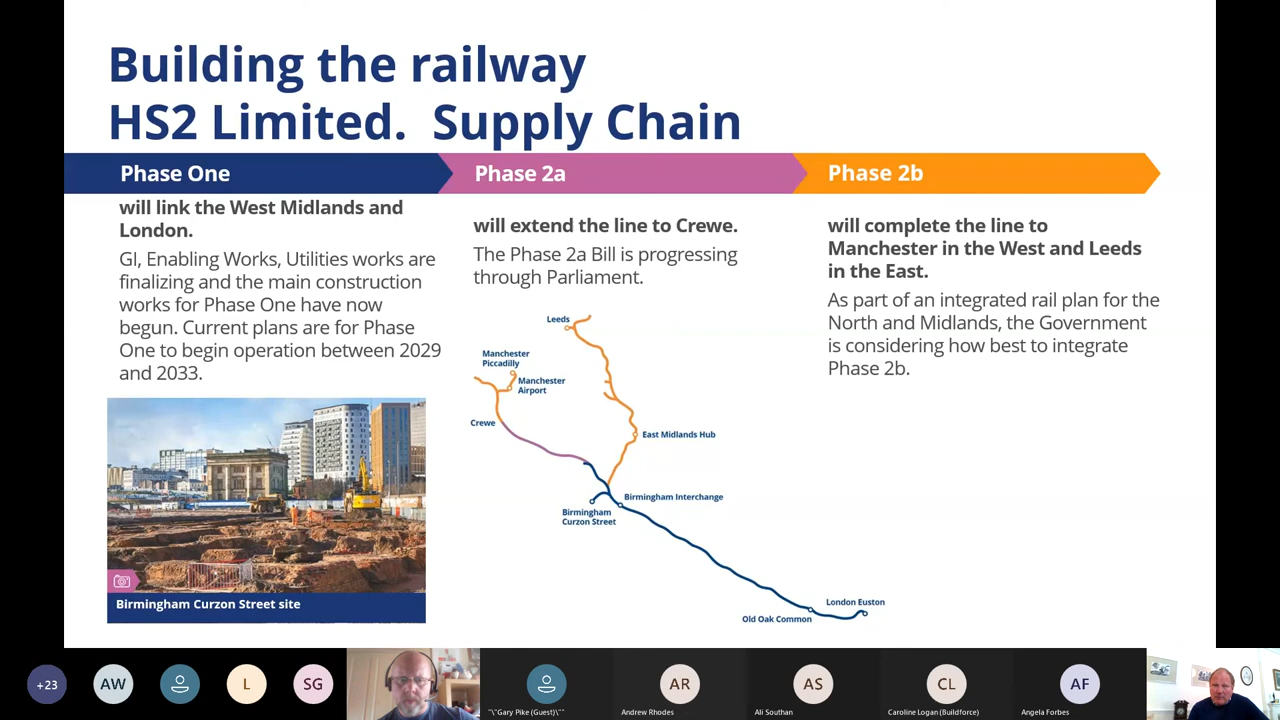 Building the railway
HS2 Limited. Supply Chain
Phase One
Phase 2a
Phase 2b
will link the West Midlands and
London.
GI, Enabling Works, Utilities works are
finalizing and the main construction
works for Phase One have now
begun. Current plans are for Phase
One to begin operation between 2029
and 2033.
will extend the line to Crewe.
The Phase 2a Bill is progressing
through Parliament.
will complete the line to
Manchester in the West and Leeds
in the East.
As part of an integrated rail plan for the
North and Midlands, the Government
is considering how best to integrate
Phase 2b.
Leeds
Manchester
Piccadilly
Manchester
Airport
Crewe
East Midlands Hub
Birmingham Interchange
Birmingham
Curzon Street
London Euston
Old Oak Common
Birmingham Curzon Street site
+23
AW
L
SG
"\"Gary Pike (Guest)\""
AR
Andrew Rhodes
AS
Ali Southan
CL
Caroline Logan (Buildforce)
AF
Angela Forbes